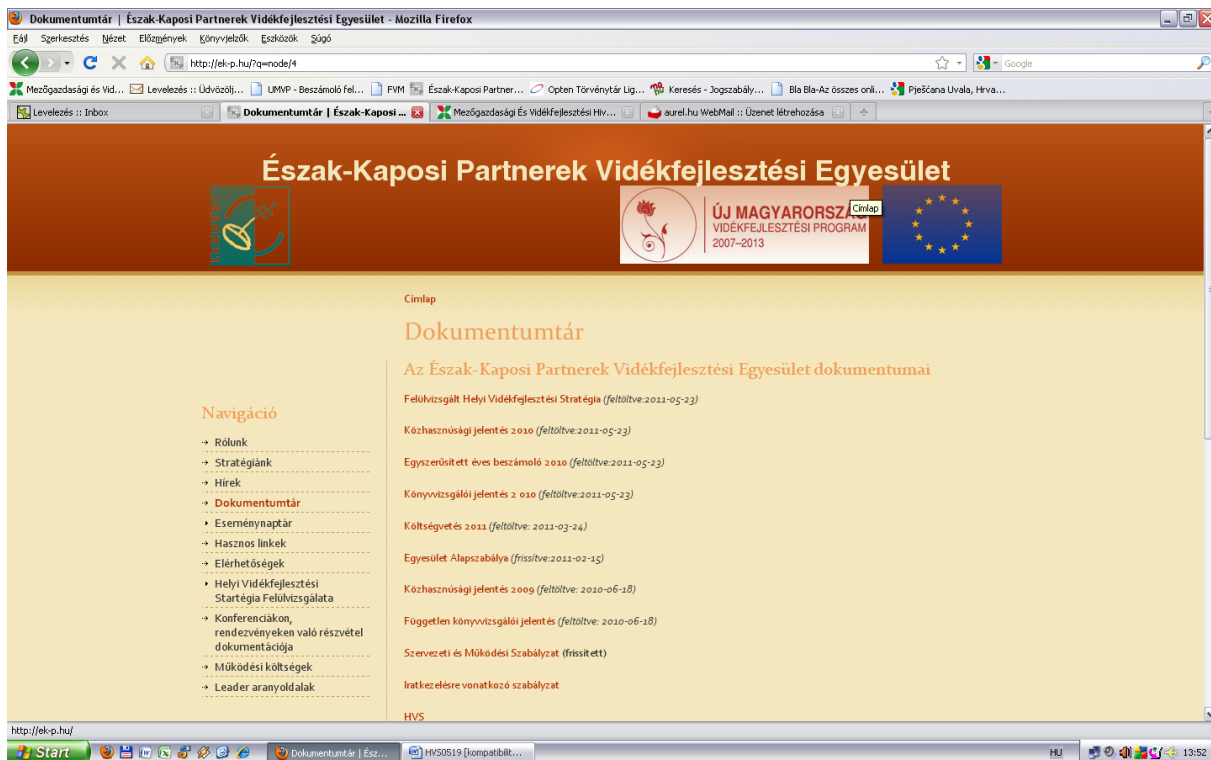 Dokumentumtár | Észak-Kaposi Partnerek Vidékfejlesztési Egyesület - Mozilla Firefox
Fájl Szerkesztés Nézet Előzmények Könyvjelzők Eszközök Súgó
http://ek-p.hu/?q=node/4
Google
Mezőgazdasági és Vid... Levelezés :: Üdvözölj... UMVP - Beszámoló fel... FVM Észak-Kaposi Partner... Opten Törvénytár Lig... Keresés - Jogszabály... Bla Bla-Az összes onli... Pješčana Uvala, Hrva...
Levelezés :: Inbox
Dokumentumtár | Észak-Kaposi ...
Mezőgazdasági És Vidékfejlesztési Hiv...
aurel.hu WebMail :: Üzenet létrehozása
Észak-Kaposi Partnerek Vidékfejlesztési Egyesület
ÚJ MAGYARORSZÁ
Címlap
VIDÉKFEJLESZTÉSI PROGRAM
2007–2013
Címlap
Dokumentumtár
Az Észak-Kaposi Partnerek Vidékfejlesztési Egyesület dokumentumai
Felülvizsgált Helyi Vidékfejlesztési Stratégia (feltöltve:2011-05-23)
Közhasznúsági jelentés 2010 (feltöltve:2011-05-23)
Egyszerűsített éves beszámoló 2010 (feltöltve:2011-05-23)
Könyvvizsgálói jelentés 2 010 (feltöltve:2011-05-23)
Költségvetés 2011 (feltöltve: 2011-03-24)
Egyesület Alapszabálya (frissítve:2011-02-15)
Közhasznúsági jelentés 2009 (feltöltve: 2010-06-18)
Független könyvvizsgálói jelentés (feltöltve: 2010-06-18)
Szervezeti és Működési Szabályzat (frissített)
Iratkezelésre vonatkozó szabályzat
HVS
Navigáció
Rólunk
Stratégiánk
Hírek
Dokumentumtár
Eseménynaptár
Hasznos linkek
Elérhetőségek
Helyi Vidékfejlesztési
Startégia Felülvizsgálata
Konferenciákon,
rendezvényeken való részvétel
dokumentációja
Működési költségek
Leader aranyoldalak
http://ek-p.hu/
Start
Dokumentumtár | Ész...
HVS0519 [kompatibilit...
HU
13:52